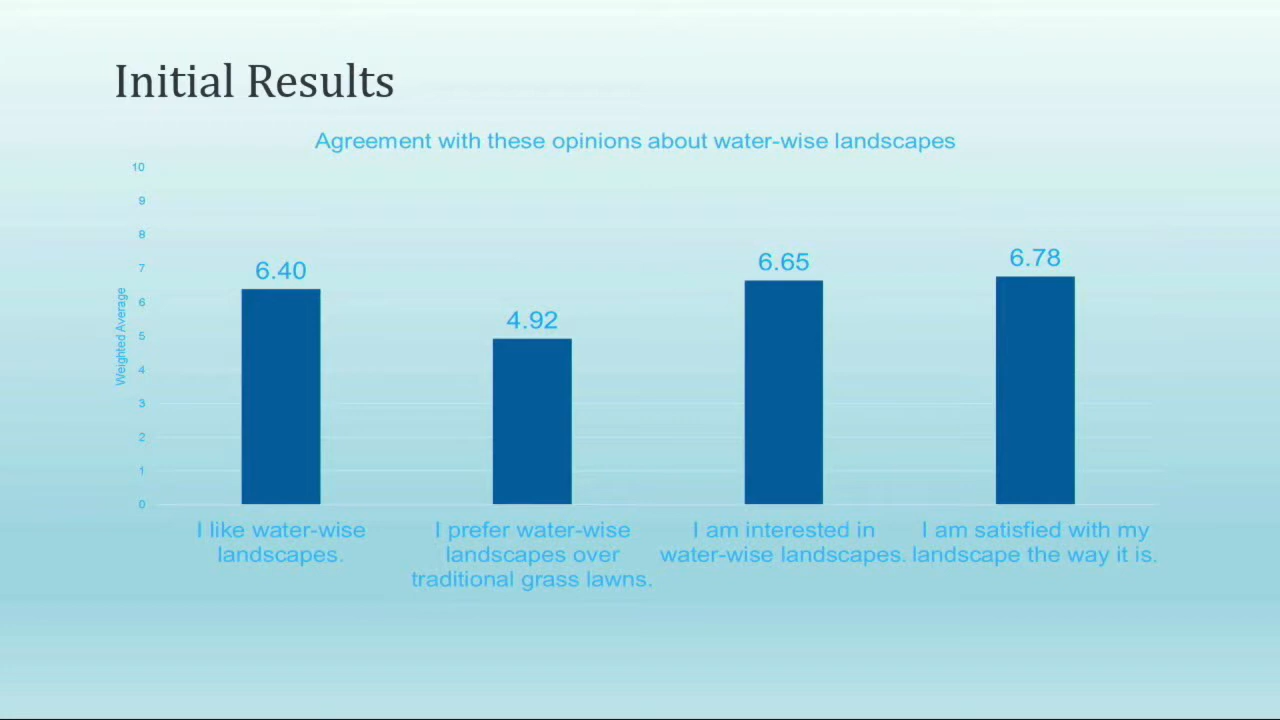 Initial Results
Agreement with these opinions about water-wise landscapes
10
9
8
7
6
5
4
3
2
1
0
Weighted Average
6.40
4.92
6.65
6.78
I like water-wise
landscapes.
I prefer water-wise
landscapes over
traditional grass lawns.
I am interested in
water-wise landscapes.
I am satisfied with my
landscape the way it is.